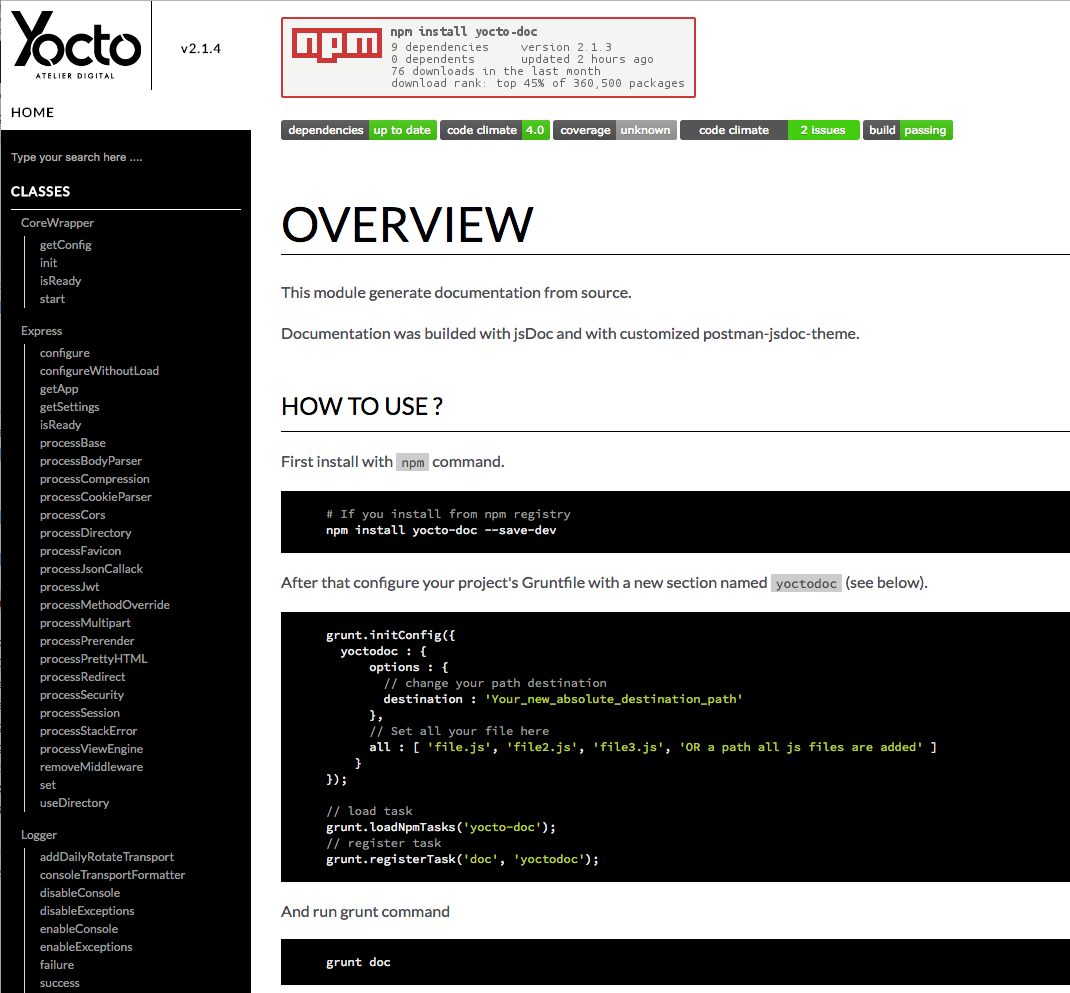 Yocto
ATELIER DIGITAL
v2.1.4
HOME
Type your search here ....
CLASSES
CoreWrapper
getConfig
init
isReady
start
Express
configure
configureWithoutLoad
getApp
getSettings
isReady
processBase
processBodyParser
processCompression
processCookieParser
processCors
processDirectory
processFavicon
processJsonCallack
processJwt
processMethodOverride
processMultipart
processPrerender
processPrettyHTML
processRedirect
processSecurity
processSession
processStackError
processViewEngine
removeMiddleware
set
useDirectory
Logger
addDailyRotateTransport
consoleTransportFormatter
disableConsole
disableExceptions
enableConsole
enableExceptions
failure
success
npm
npm install yocto-doc
9 dependencies version 2.1.3
0 dependents updated 2 hours ago
76 downloads in the last month
download rank: top 45% of 360,500 packages
dependencies up to date code climate 4.0 coverage unknown code climate 2 issues build passing
OVERVIEW
This module generate documentation from source.
Documentation was builded with jsDoc and with customized postman-jsdoc-theme.
HOW TO USE ?
First install with npm command.
# If you install from npm registry
npm install yocto-doc --save-dev
After that configure your project's Gruntfile with a new section named yoctodoc (see below).
grunt.initConfig({
yoctodoc : {
options : {
// change your path destination
destination : 'Your_new_absolute_destination_path'
},
// Set all your file here
all : [ 'file.js', 'file2.js', 'file3.js', 'OR a path all js files are added' ]
}
});
// load task
grunt.loadNpmTasks('yocto-doc');
// register task
grunt.registerTask('doc', 'yoctodoc');
And run grunt command
grunt doc